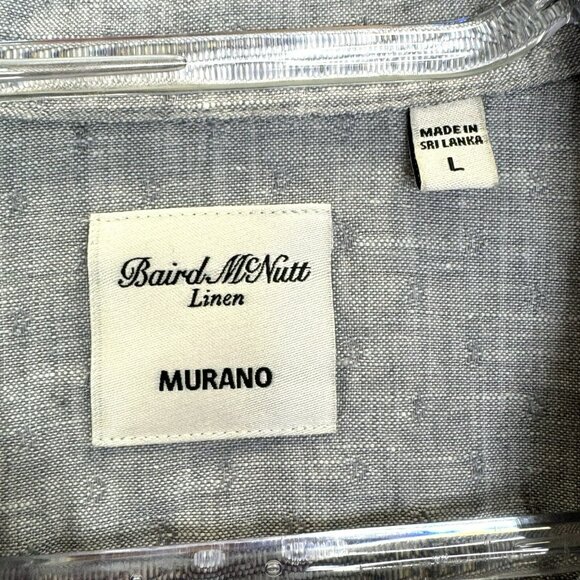 MADE IN
SRI LANKA
L
Baird McNutt
Linen
MURANO